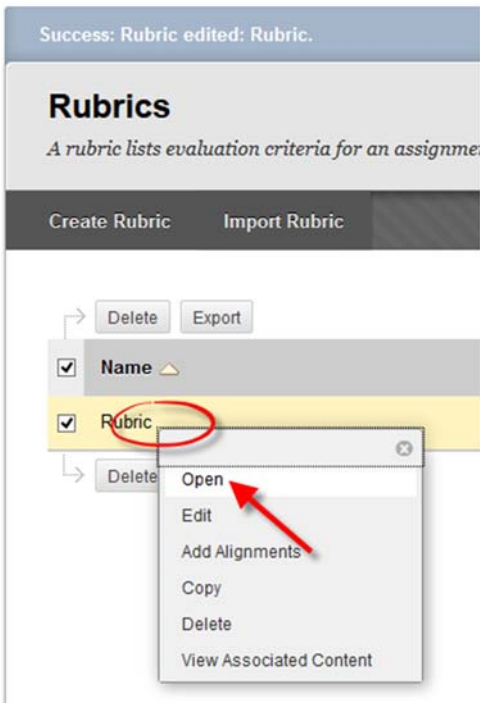 Success: Rubric edited: Rubric.
Rubrics
A rubric lists evaluation criteria for an
Create Rubric Import Rubric
Delete Export
Name
Rubric
Delete
Open
Edit
Add Alignments
Copy
Delete
View Associated Content